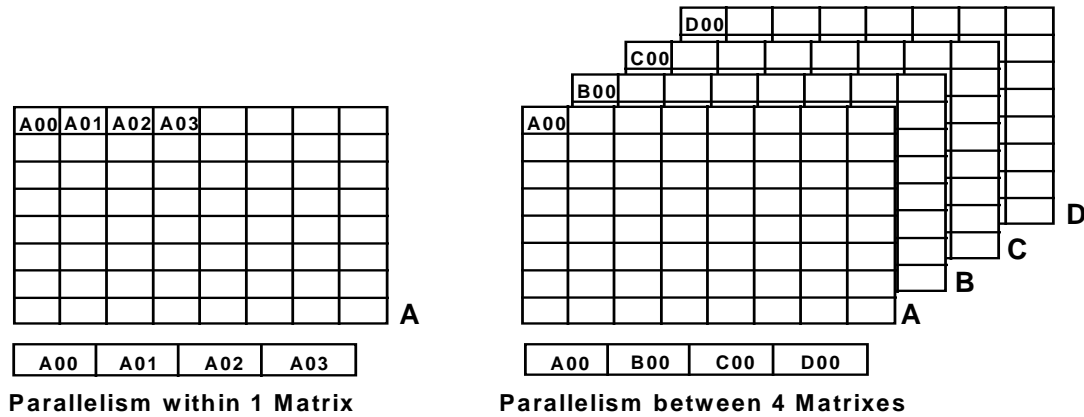 A00 A01 A02 A03
A
A00 A01 A02 A03
Parallelism within 1 Matrix
D00
C00
B00
A00
D
C
B
A
A00 B00 C00 D00
Parallelism between 4 Matrixes